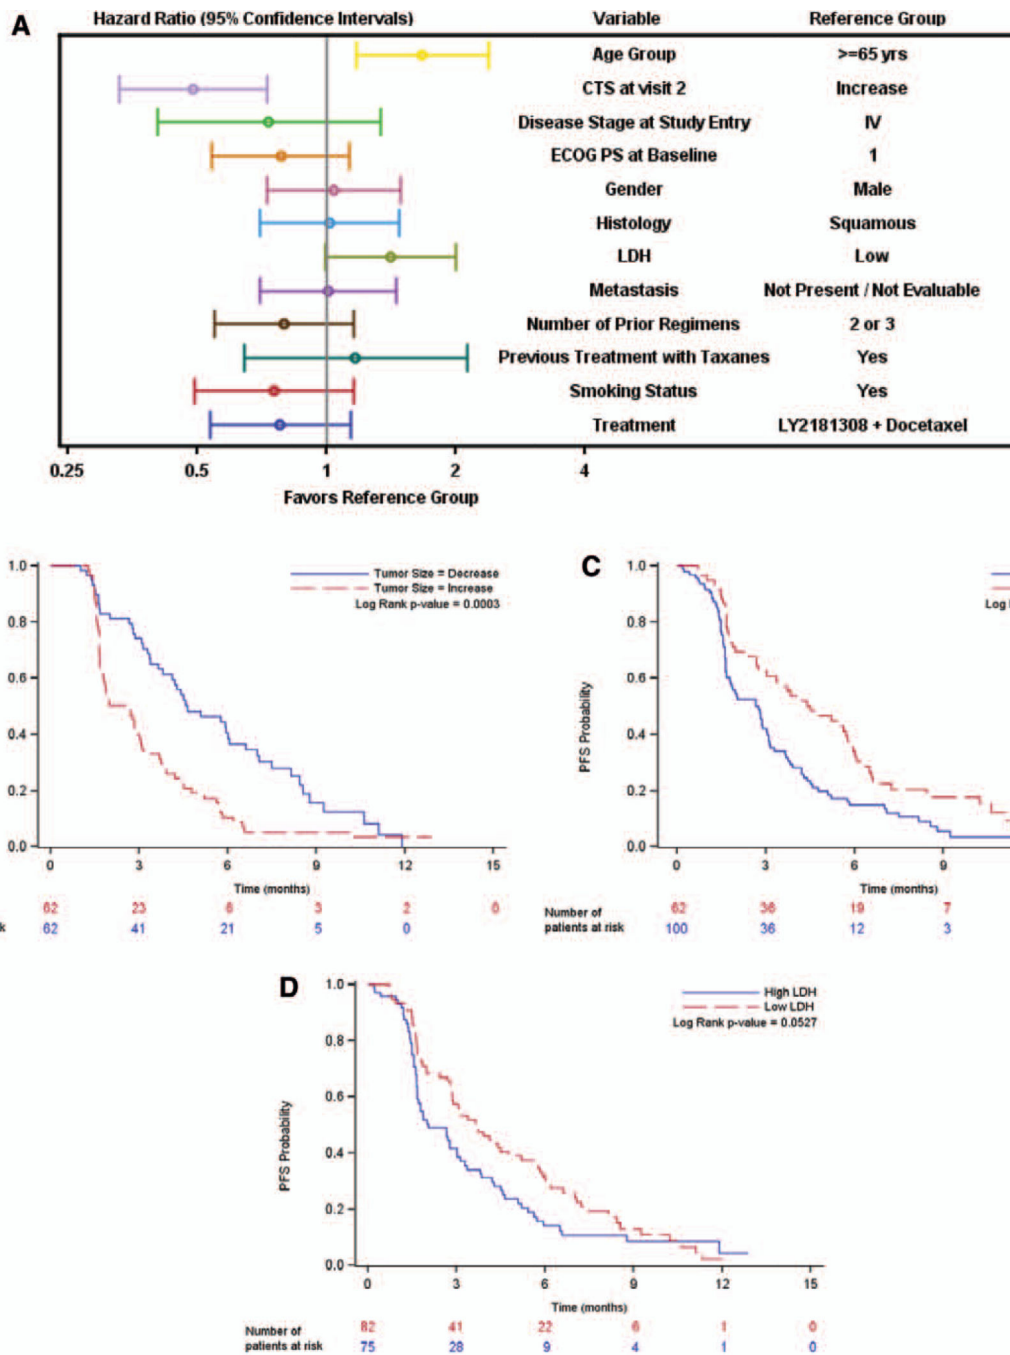 A
Hazard Ratio (95% Confidence Intervals) Variable Reference Group
Age Group >=65 yrs
CTS at visit 2 Increase
Disease Stage at Study Entry IV
ECOG PS at Baseline 1
Gender Male
Histology Squamous
LDH Low
Metastasis Not Present / Not Evaluable
Number of Prior Regimens 2 or 3
Previous Treatment with Taxanes Yes
Smoking Status Yes
Treatment LY2181308 + Docetaxel
0.25 0.5 1 2 4
Favors Reference Group
Tumor Size = Decrease
Tumor Size = Increase
Log Rank p-value = 0.0003
1.0
0.8
0.6
0.4
0.2
0.0
0 3 6 9 12 15
Time (months)
62 23 6 3 2 0
k 62 41 21 5 0
C
Log
PFS Probability
1.0
0.8
0.6
0.4
0.2
0.0
0 3 6 9
Time (months)
Number of
patients at risk
62 36 19 7
100 36 12 3
D
High LDH
Low LDH
Log Rank p-value = 0.0527
PFS Probability
1.0
0.8
0.6
0.4
0.2
0.0
0 3 6 9 12 15
Time (months)
Number of
patients at risk
82 41 22 6 1 0
75 28 9 4 1 0